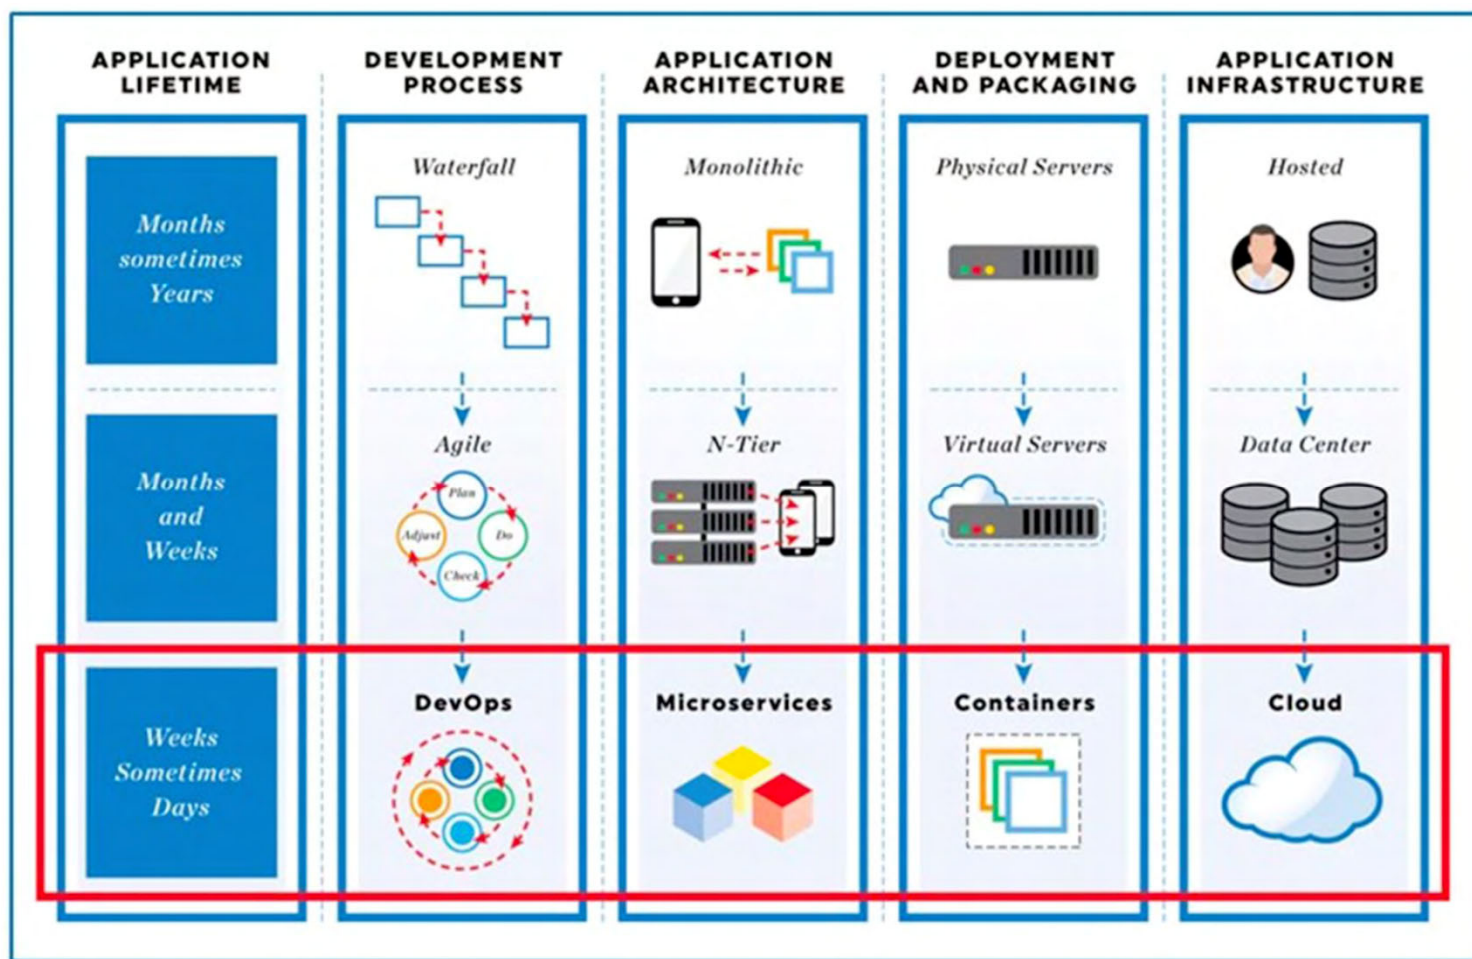 APPLICATION
LIFETIME
DEVELOPMENT
PROCESS
APPLICATION
ARCHITECTURE
DEPLOYMENT
AND PACKAGING
APPLICATION
INFRASTRUCTURE
Months
sometimes
Years
Waterfall
Monolithic
Physical Servers
Hosted
Months
and
Weeks
Agile
Plan
Adjust
Do
Check
N-Tier
Virtual Servers
Data Center
Weeks
Sometimes
Days
DevOps
Microservices
Containers
Cloud